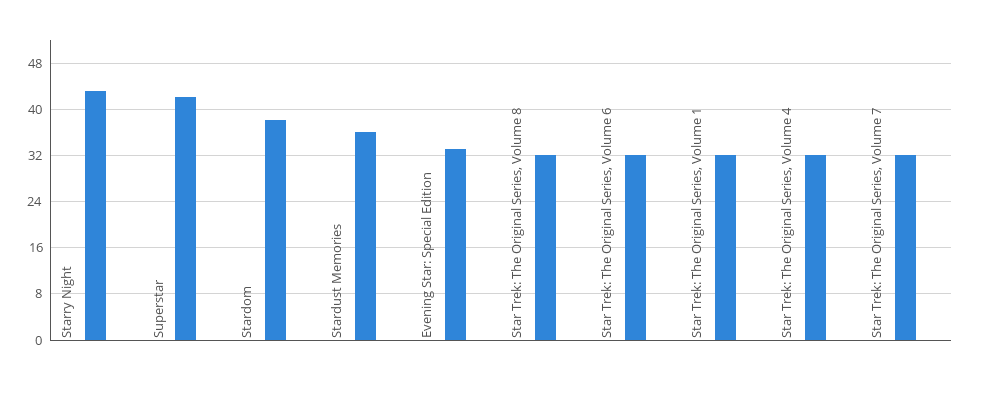 48
40
32
24
16
8
0
Starry Night
Superstar
Stardom
Stardust Memories
Evening Star: Special Edition
Star Trek: The Original Series, Volume 8
Star Trek: The Original Series, Volume 6
Star Trek: The Original Series, Volume 1
Star Trek: The Original Series, Volume 4
Star Trek: The Original Series, Volume 7